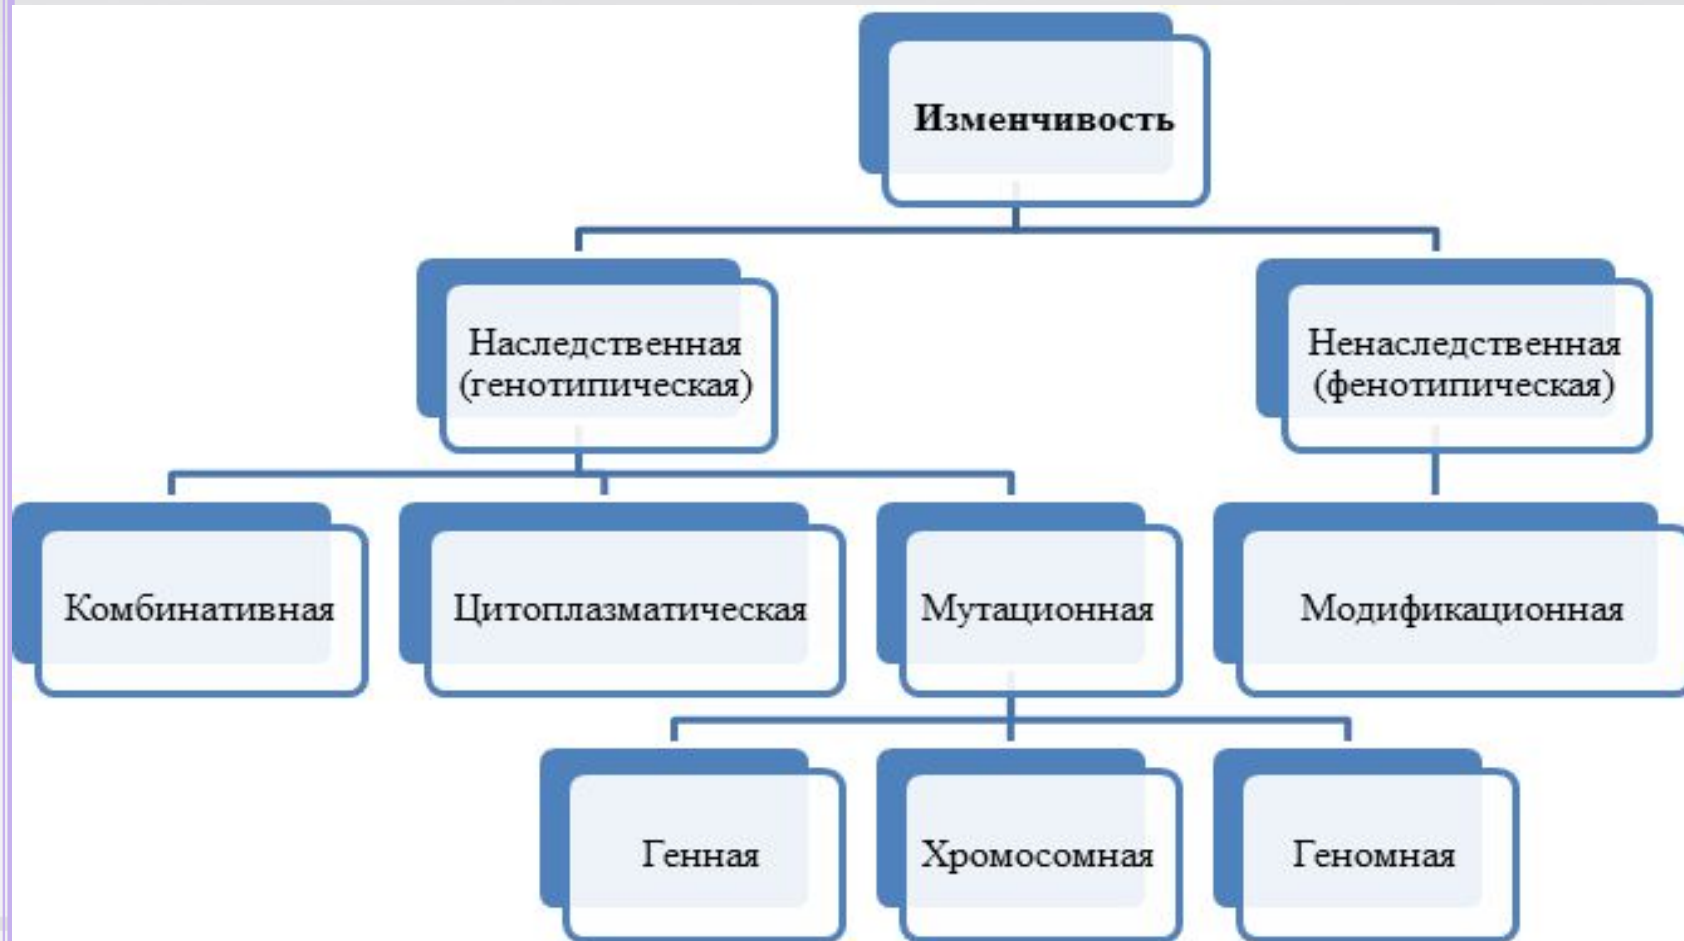 Изменчивость
Наследственная
(генотипическая)
Ненаследственная
(фенотипическая)
Комбинативная
Цитоплазматическая
Мутационная
Модификационная
Генная
Хромосомная
Геномная